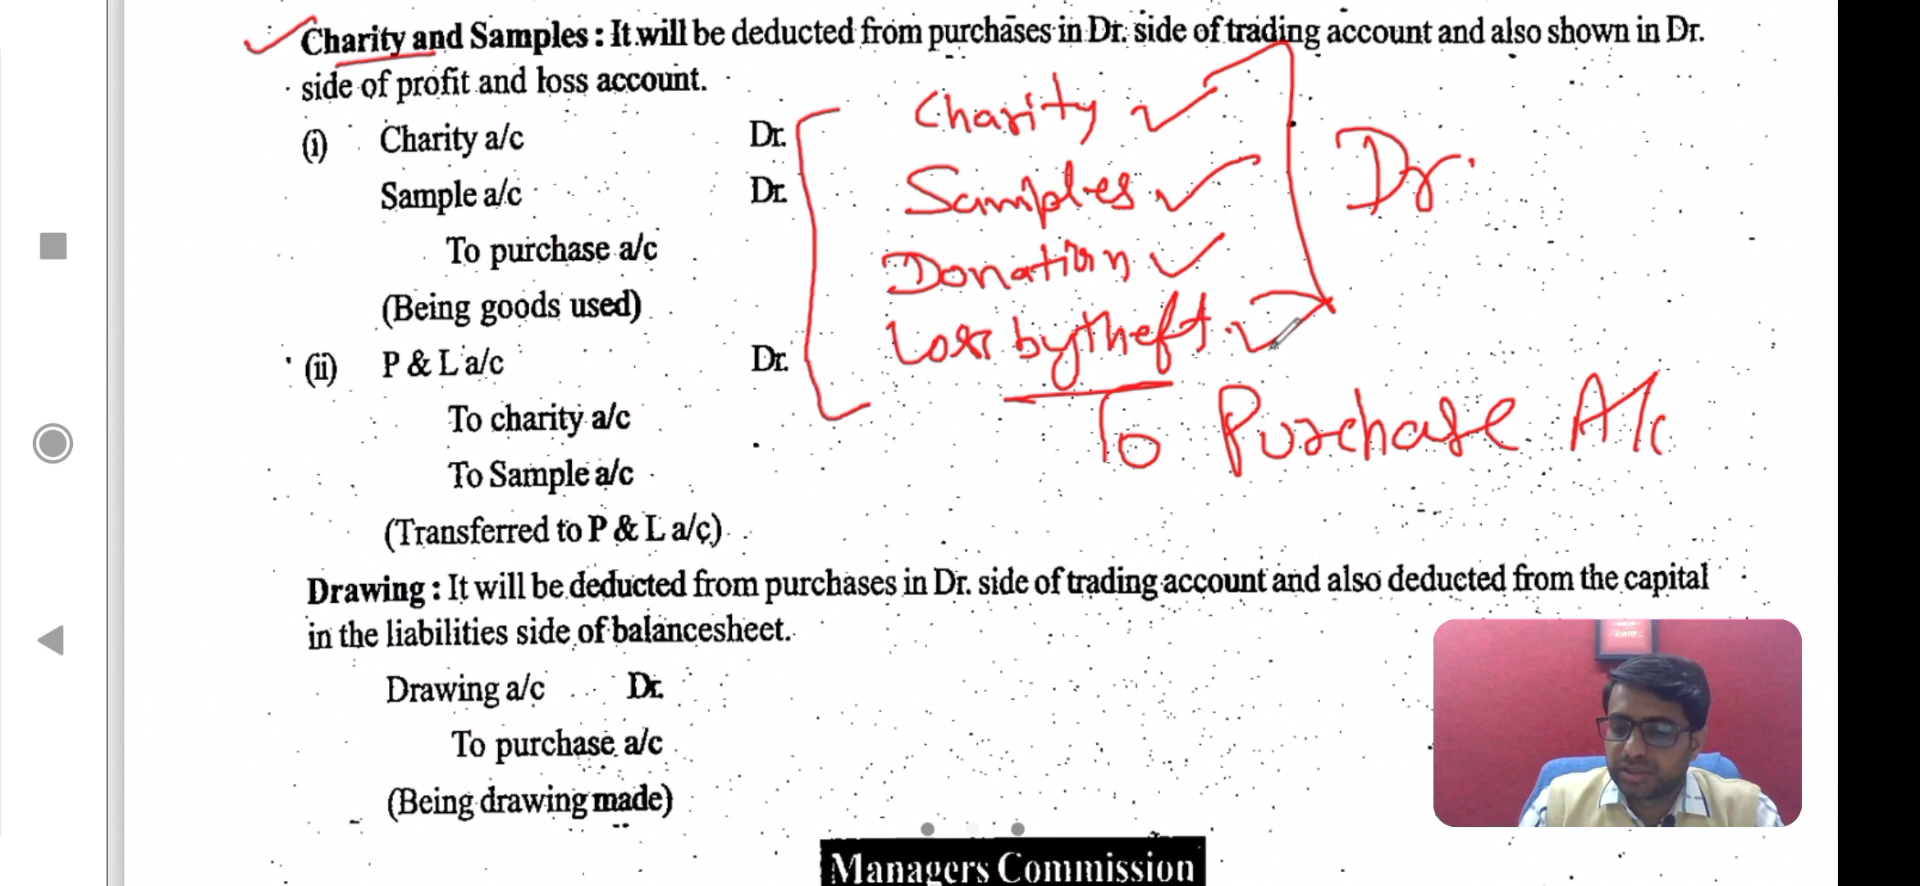 Charity and Samples : It will be deducted from purchases in Dr. side of trading account and also shown in Dr.
side of profit and loss account.
(i) Charity a/c Dr.
Sample a/c Dr.
To purchase a/c
(Being goods used)
(ii) P & L a/c Dr.
To charity a/c
To Sample a/c
(Transferred to P & L a/c)
Charity
Samples
Donation
Loss by theft
Dr.
To Purchase A/c
Drawing : It will be deducted from purchases in Dr. side of trading account and also deducted from the capital
in the liabilities side of balancesheet.
Drawing a/c Dr.
To purchase a/c
(Being drawing made)
Managers Commission